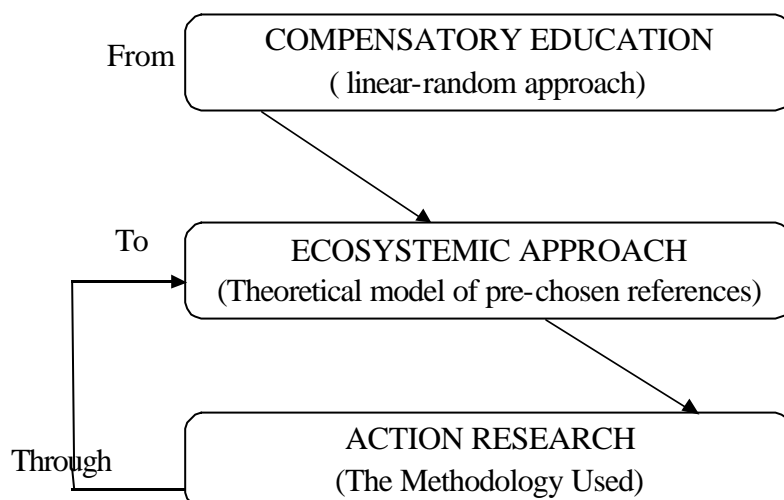 From
COMPENSATORY EDUCATION
( linear-random approach)
To
ECOSYSTEMIC APPROACH
(Theoretical model of pre-chosen references)
Through
ACTION RESEARCH
(The Methodology Used)